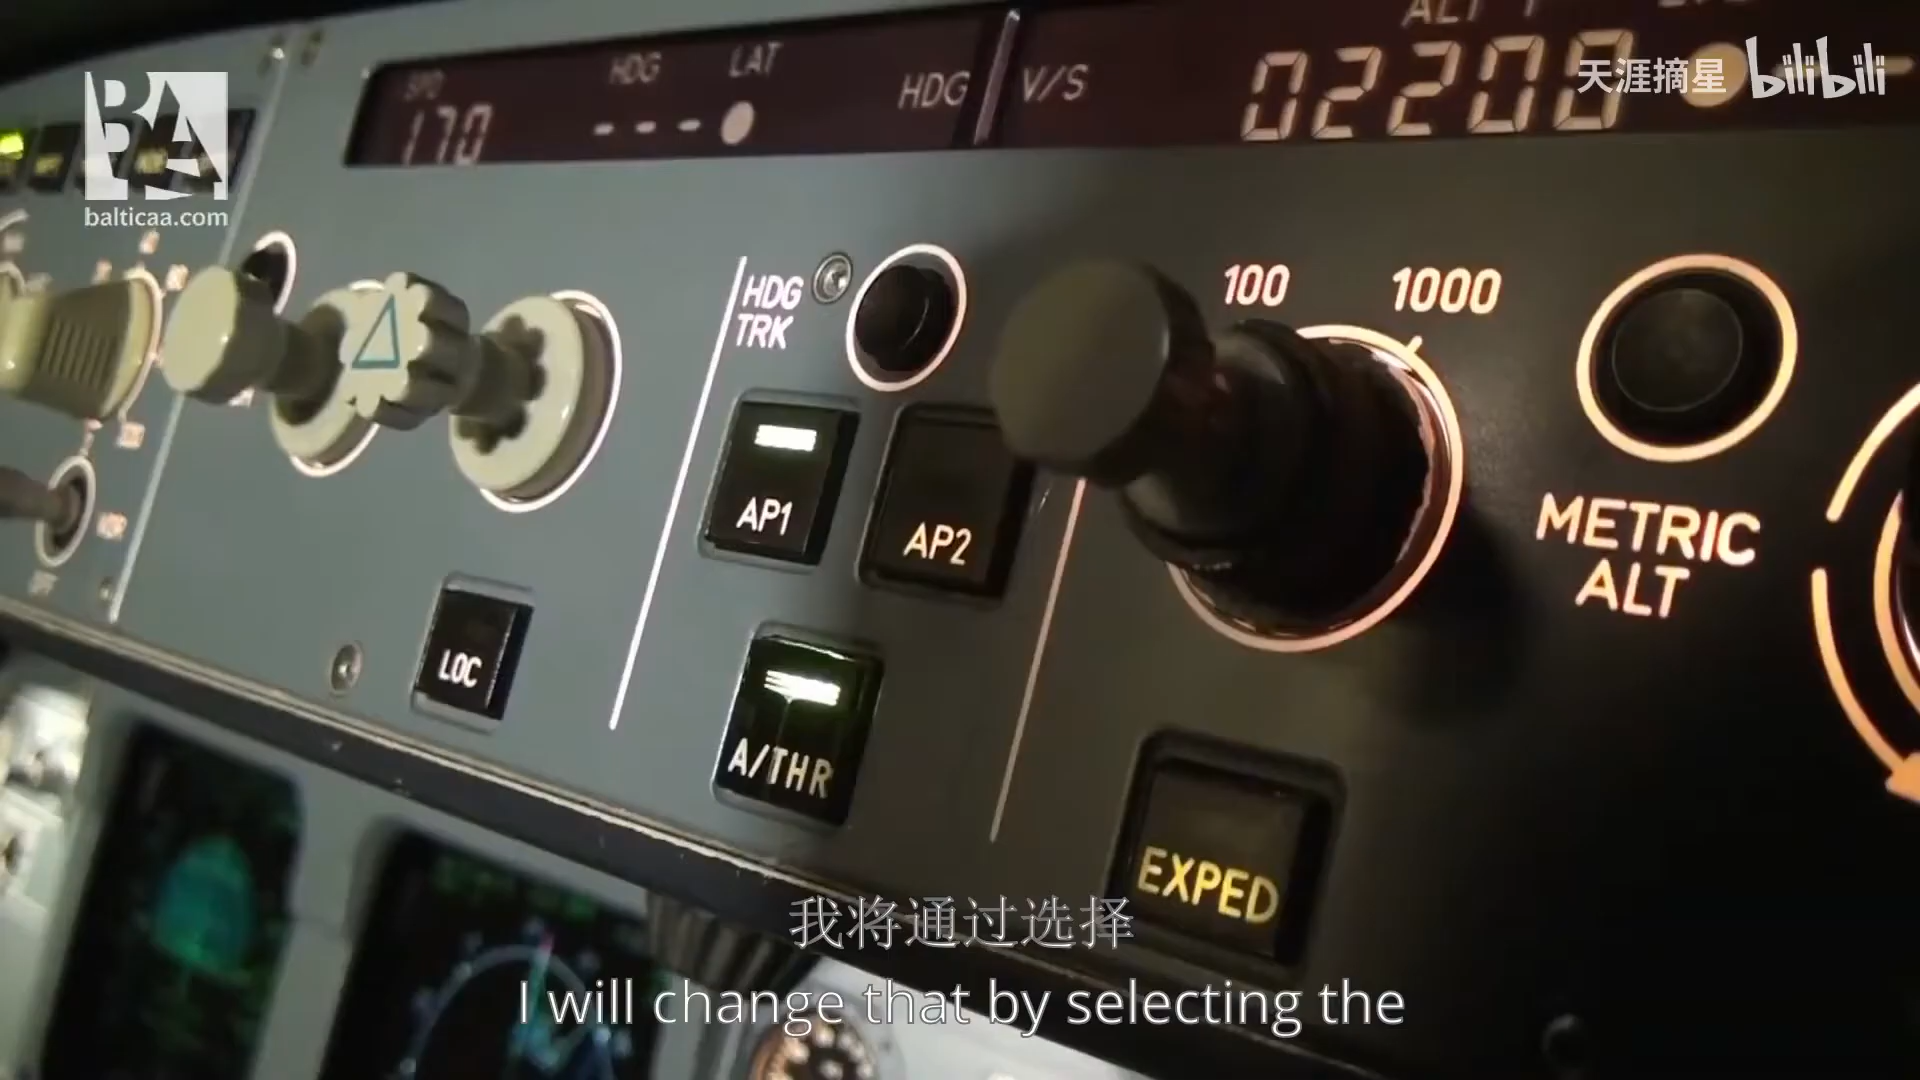 BA
balticaa.com
SPD
170
HDG
---
LAT
HDG
V/S
ALT
02200
天涯摘星
bilibili
HDG
TRK
100
1000
METRIC
ALT
AP1
AP2
LOC
A/THR
EXPED
VOR
我将通过选择
I will change that by selecting the